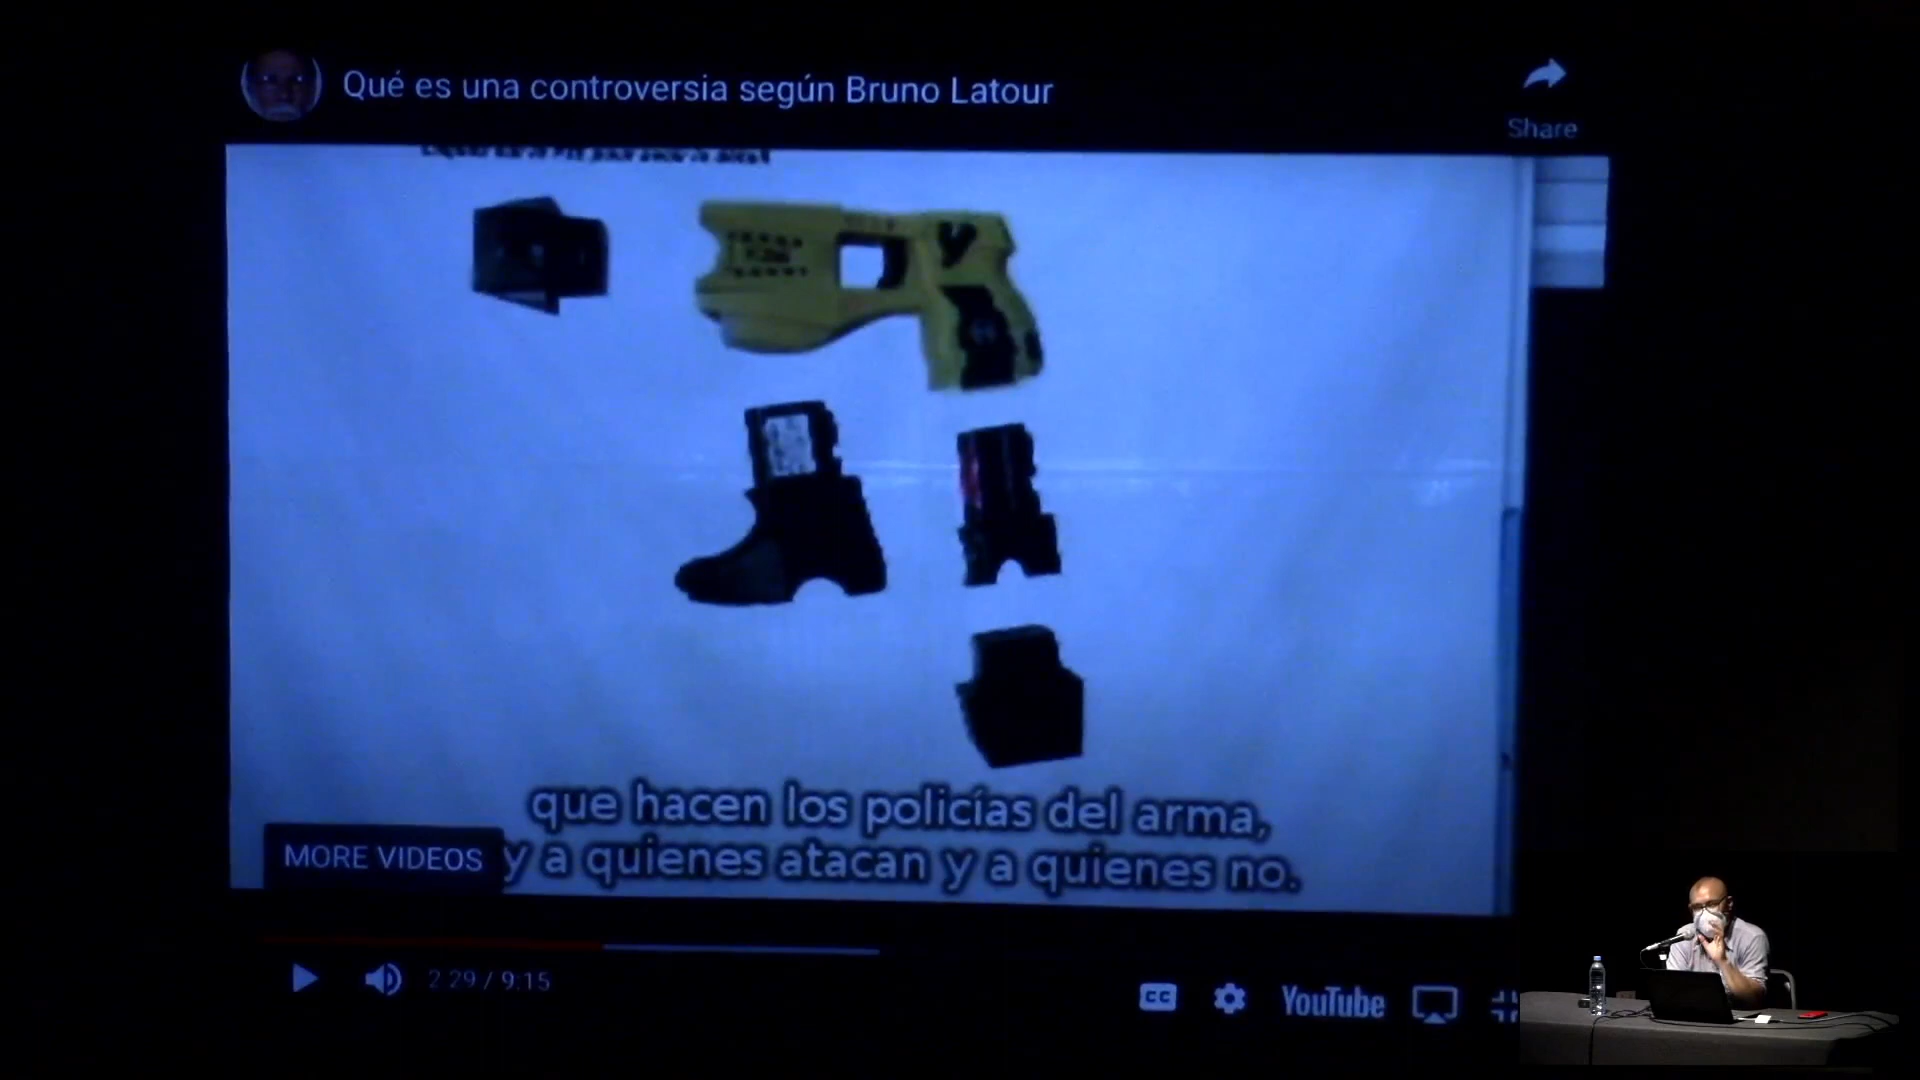 Qué es una controversia según Bruno Latour
Share
que hacen los policías del arma,
y a quienes atacan y a quienes no.
MORE VIDEOS
2:29 / 9:15
CC
YouTube